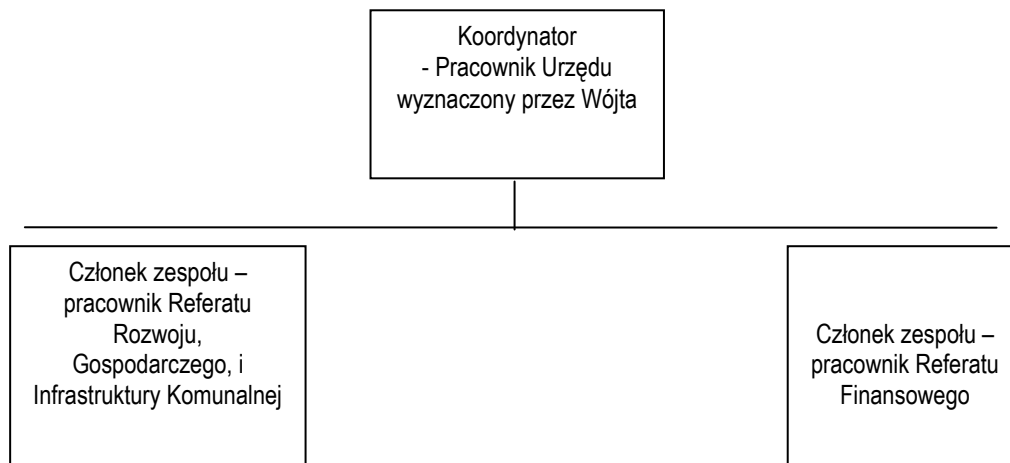 Koordynator
- Pracownik Urzędu
wyznaczony przez Wójta
Członek zespołu –
pracownik Referatu
Rozwoju,
Gospodarczego, i
Infrastruktury Komunalnej
Członek zespołu –
pracownik Referatu
Finansowego